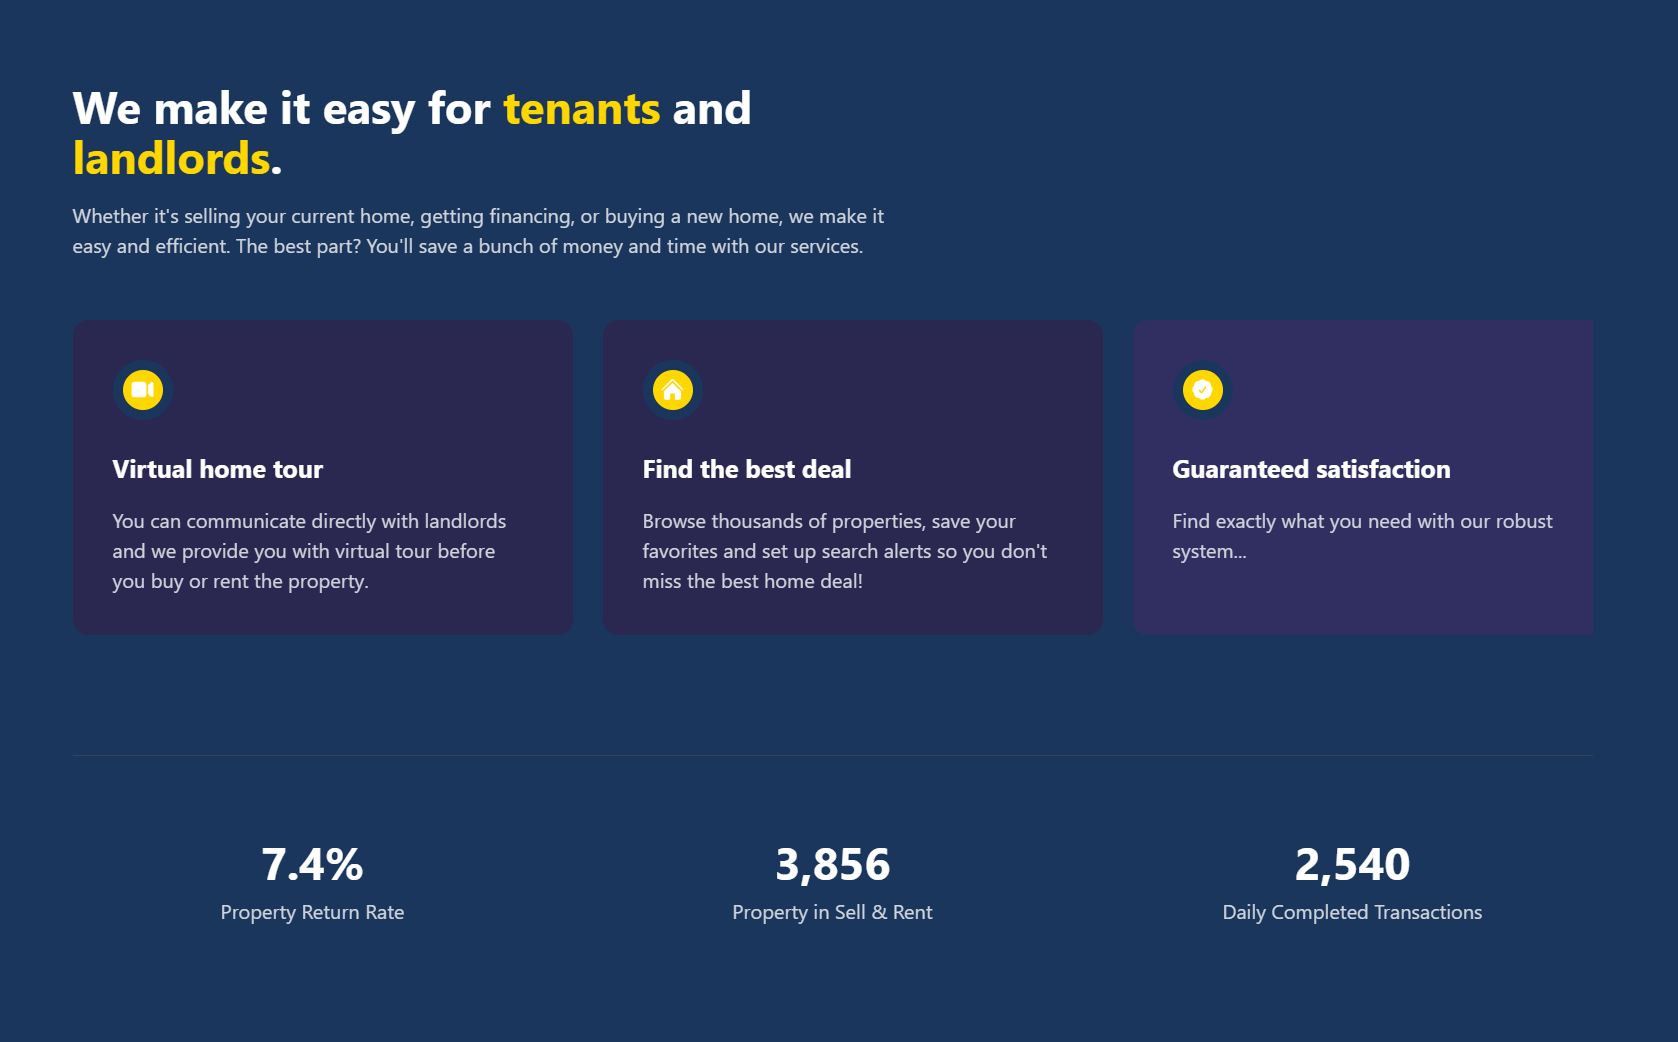 We make it easy for tenants and
landlords.
Whether it's selling your current home, getting financing, or buying a new home, we make it
easy and efficient. The best part? You'll save a bunch of money and time with our services.
Virtual home tour
You can communicate directly with landlords
and we provide you with virtual tour before
you buy or rent the property.
Find the best deal
Browse thousands of properties, save your
favorites and set up search alerts so you don't
miss the best home deal!
Guaranteed satisfaction
Find exactly what you need with our robust
system...
7.4%
Property Return Rate
3,856
Property in Sell & Rent
2,540
Daily Completed Transactions